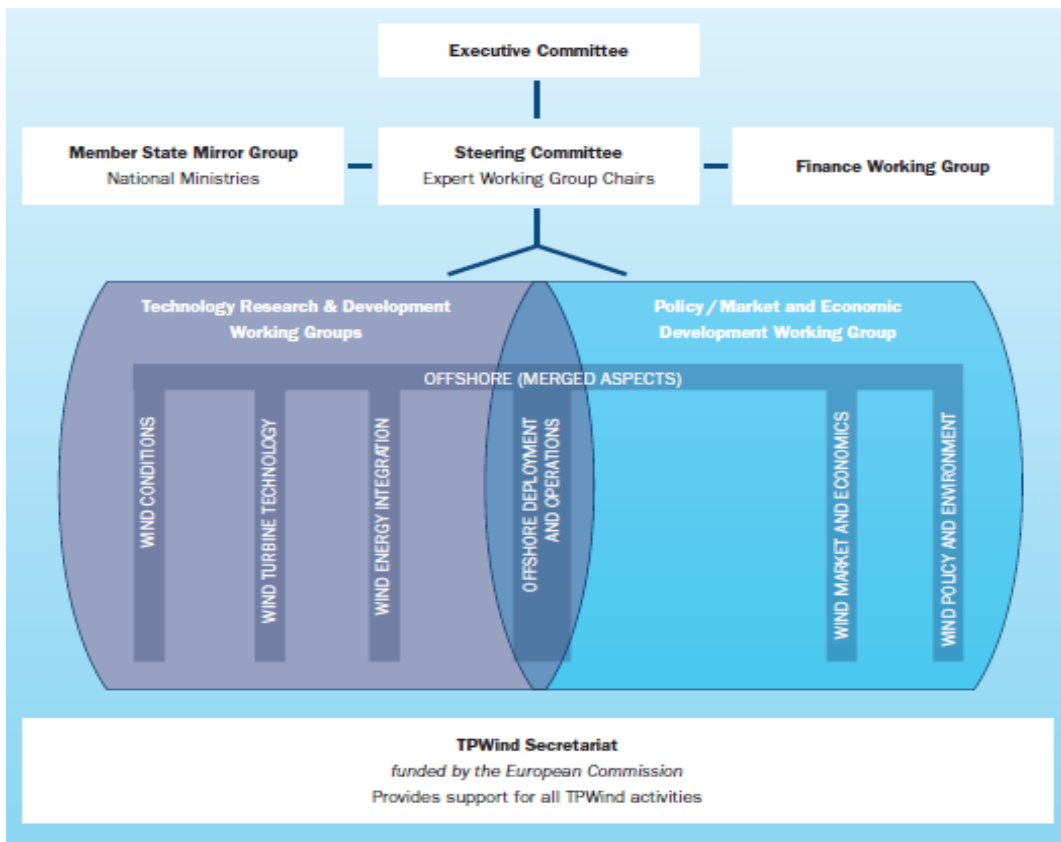 Executive Committee
Member State Mirror Group
National Ministries
Steering Committee
Expert Working Group Chairs
Finance Working Group
Technology Research & Development
Working Groups
Policy / Market and Economic
Development Working Group
OFFSHORE (MERGED ASPECTS)
WIND CONDITIONS
WIND TURBINE TECHNOLOGY
WIND ENERGY INTEGRATION
OFFSHORE DEPLOYMENT
AND OPERATIONS
WIND MARKET AND ECONOMICS
WIND POLICY AND ENVIRONMENT
TPWind Secretariat
funded by the European Commission
Provides support for all TPWind activities